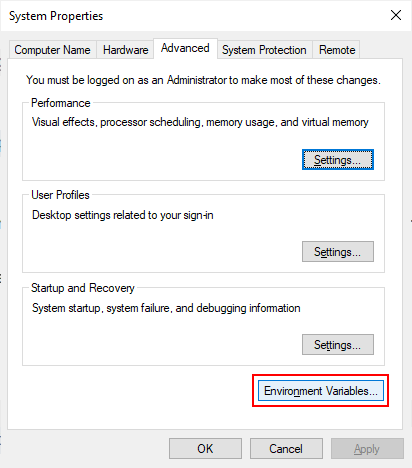 System Properties
Computer Name Hardware Advanced System Protection Remote
You must be logged on as an Administrator to make most of these changes.
Performance
Visual effects, processor scheduling, memory usage, and virtual memory
Settings...
User Profiles
Desktop settings related to your sign-in
Settings...
Startup and Recovery
System startup, system failure, and debugging information
Settings...
Environment Variables...
OK Cancel Apply